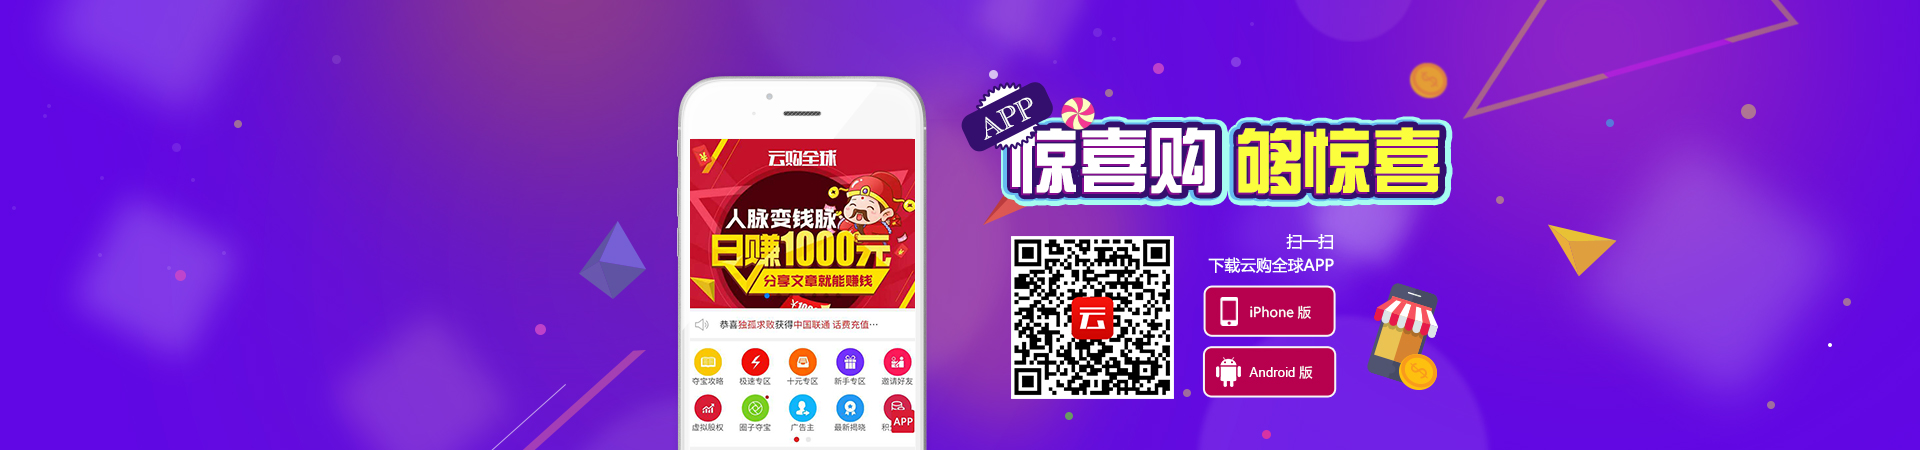 云购全球
人脉变钱脉
日赚1000元
分享文章就能赚钱
恭喜独孤求败获得中国联通 话费充值···
夺宝攻略 极速专区 十元专区 新手专区 邀请好友
虚拟股权 圈子夺宝 广告主 最新揭晓 积
APP
APP
惊喜购 够惊喜
云
扫一扫
下载云购全球APP
iPhone 版
Android 版